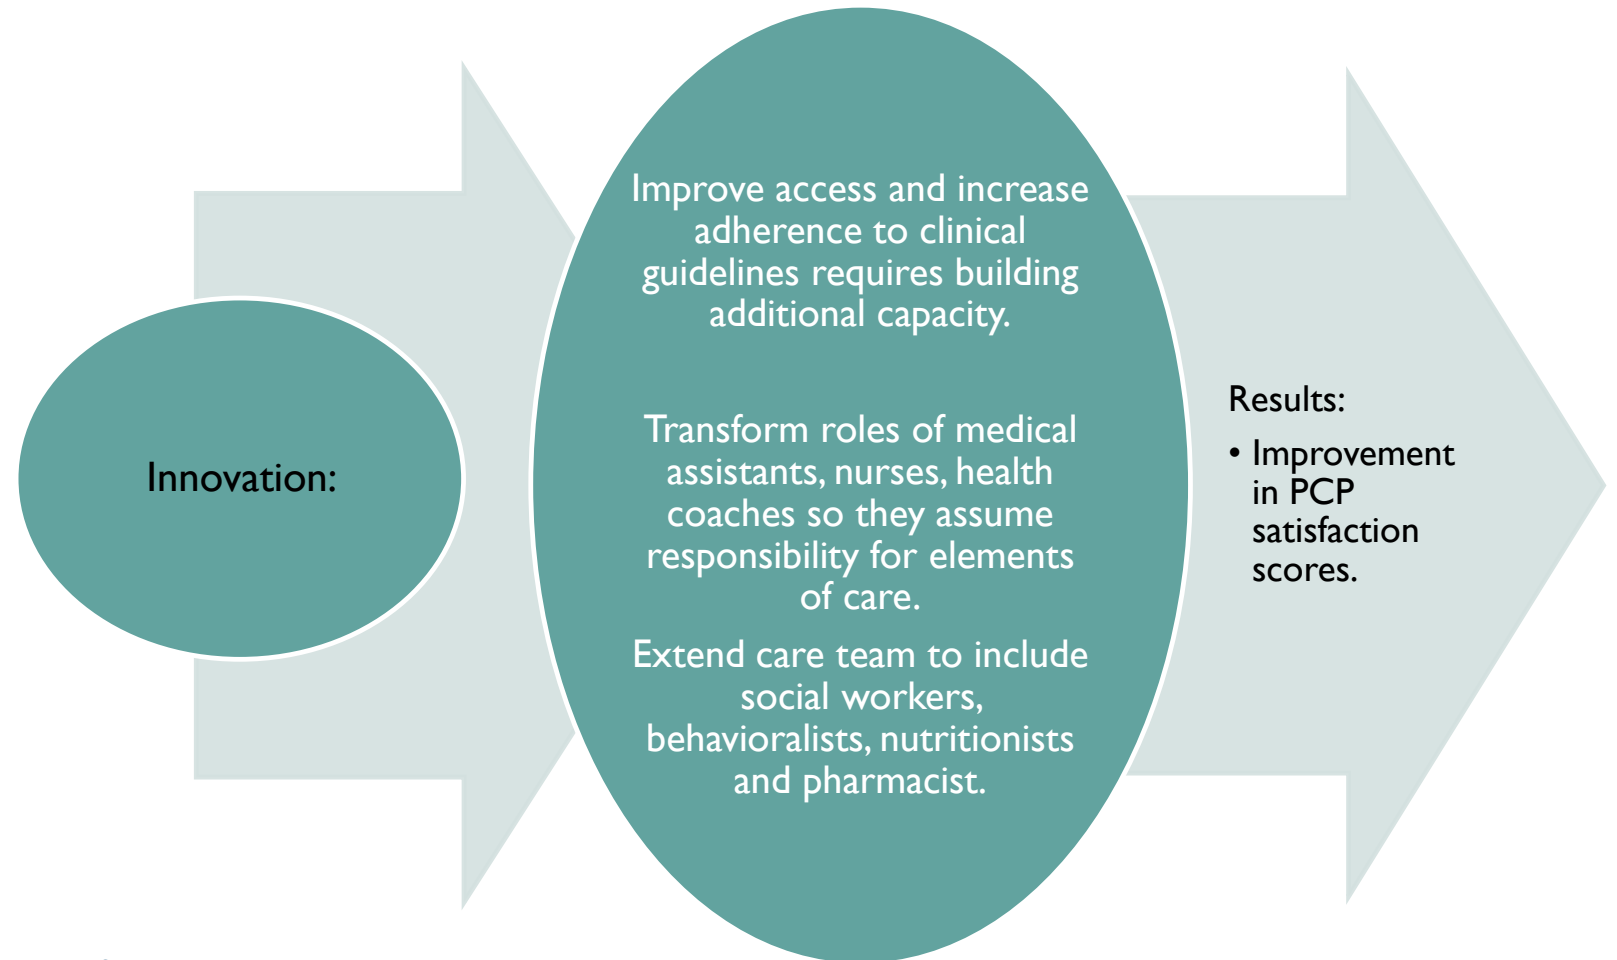 Innovation:
Improve access and increase
adherence to clinical
guidelines requires building
additional capacity.
Transform roles of medical
assistants, nurses, health
coaches so they assume
responsibility for elements
of care.
Extend care team to include
social workers,
behavioralists, nutritionists
and pharmacist.
Results:
• Improvement
in PCP
satisfaction
scores.